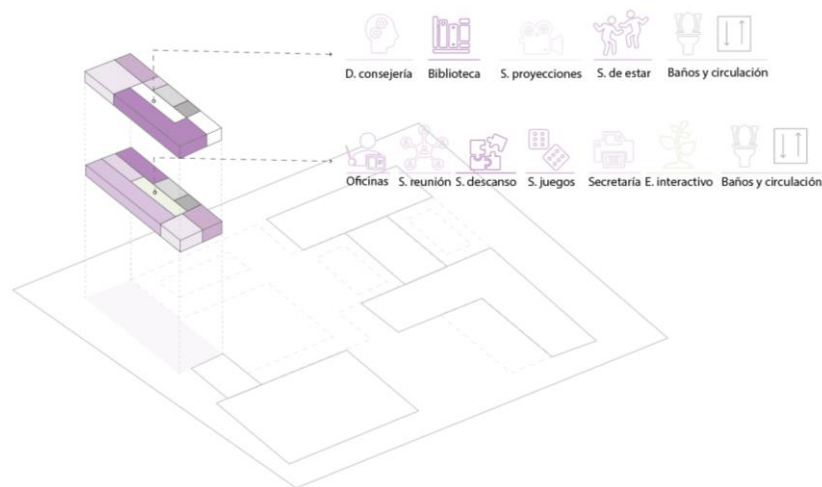 D. consejería Biblioteca S. proyecciones S. de estar Baños y circulación
Oficinas S. reunión S. descanso S. juegos Secretaría E. interactivo Baños y circulación